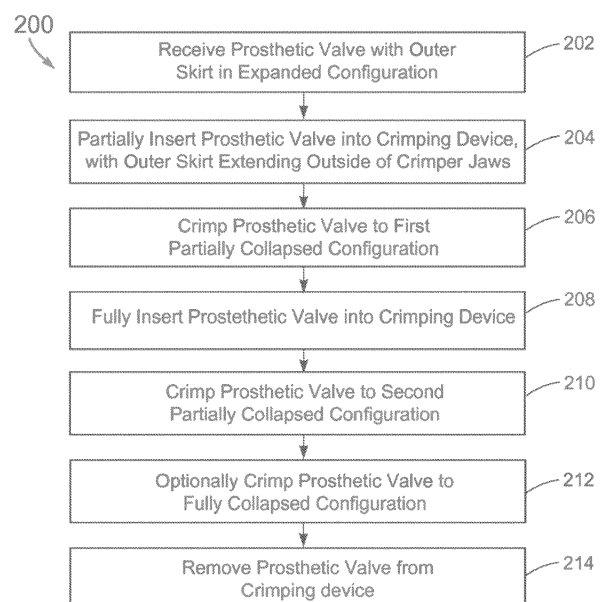 200
Receive Prosthetic Valve with Outer
Skirt in Expanded Configuration
202
Partially Insert Prosthetic Valve into Crimping Device,
with Outer Skirt Extending Outside of Crimper Jaws
204
Crimp Prosthetic Valve to First
Partially Collapsed Configuration
206
Fully Insert Prostethetic Valve into Crimping Device
208
Crimp Prosthetic Valve to Second
Partially Collapsed Configuration
210
Optionally Crimp Prosthetic Valve to
Fully Collapsed Configuration
212
Remove Prosthetic Valve from
Crimping device
214